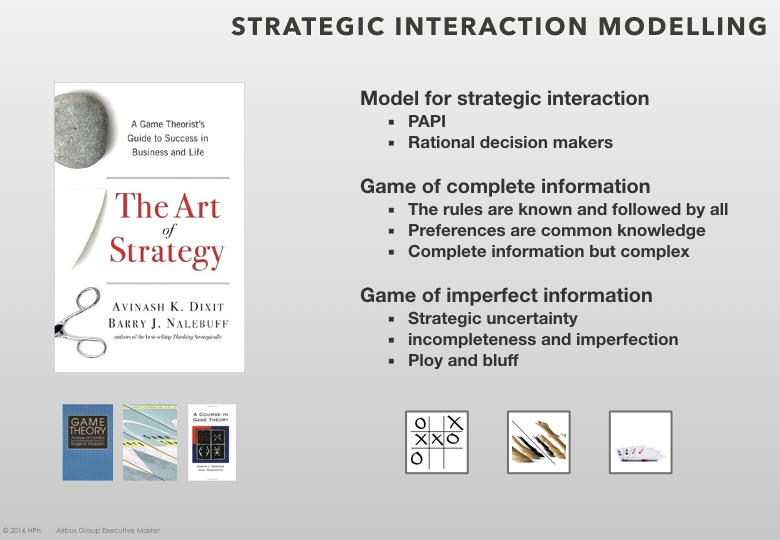 STRATEGIC INTERACTION MODELLING
A Game Theorist's
Guide to Success in
Business and Life
The Art
of
Strategy
AVINASH K. DIXIT
BARRY J. NALEBUFF
authors of the best-selling Thinking Strategically
Model for strategic interaction
▪ PAPI
▪ Rational decision makers
Game of complete information
▪ The rules are known and followed by all
▪ Preferences are common knowledge
▪ Complete information but complex
Game of imperfect information
▪ Strategic uncertainty
▪ incompleteness and imperfection
▪ Ploy and bluff
GAME
THEORY
Analysis of Conflict
Roger B. Myerson
A COURSE IN
GAME THEORY
O X
X X O
O
© 2016 HPh Airbus Group Executive Master